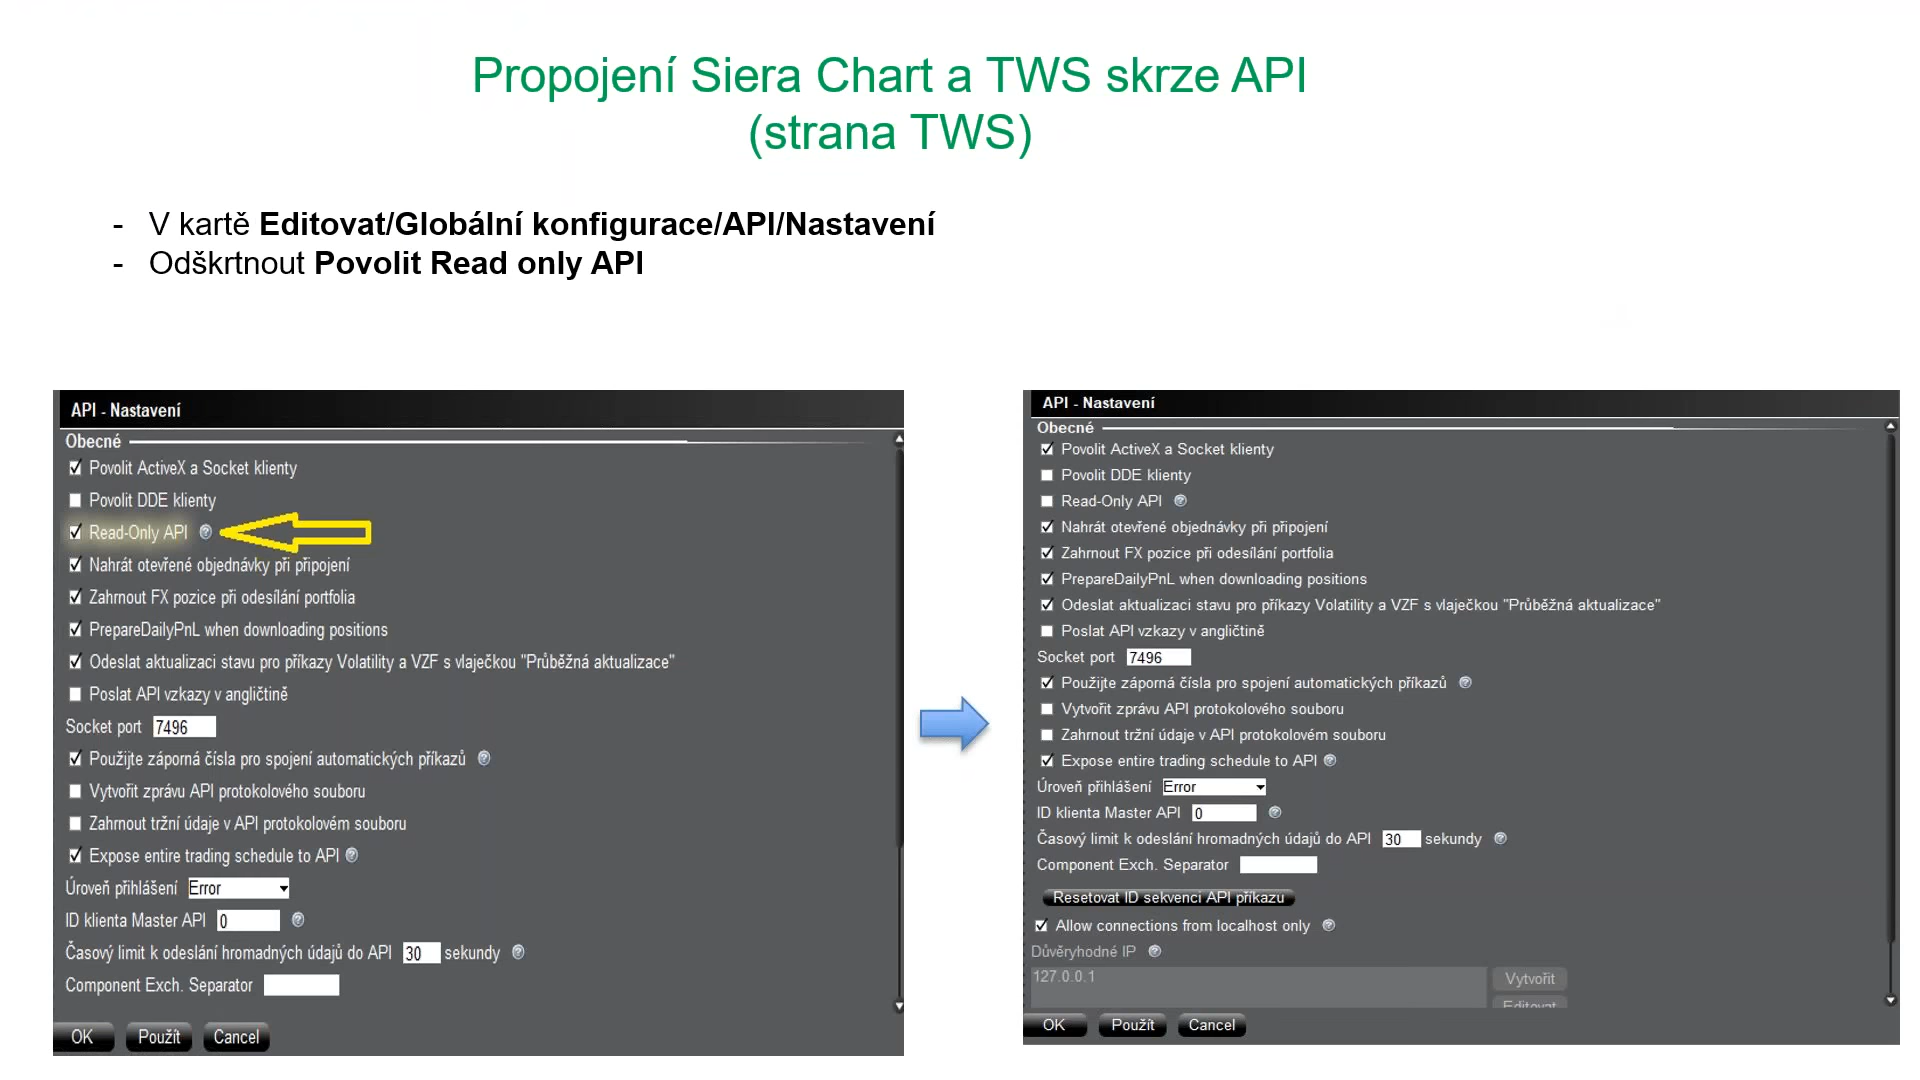 Propojení Siera Chart a TWS skrze API
(strana TWS)
- V kartě Editovat/Globální konfigurace/API/Nastavení
- Odškrtnout Povolit Read only API
API - Nastavení
Obecné
Povolit ActiveX a Socket klienty
Povolit DDE klienty
Read-Only API
Nahrát otevřené objednávky při připojení
Zahrnout FX pozice při odesílání portfolia
PrepareDailyPnL when downloading positions
Odeslat aktualizaci stavu pro příkazy Volatility a VZF s vlaječkou "Průběžná aktualizace"
Poslat API vzkazy v angličtině
Socket port 7496
Použijte záporná čísla pro spojení automatických příkazů
Vytvořit zprávu API protokolového souboru
Zahrnout tržní údaje v API protokolovém souboru
Expose entire trading schedule to API
Úroveň přihlášení Error
ID klienta Master API 0
Časový limit k odeslání hromadných údajů do API 30 sekundy
Component Exch. Separator
OK Použít Cancel
API - Nastavení
Obecné
Povolit ActiveX a Socket klienty
Povolit DDE klienty
Read-Only API
Nahrát otevřené objednávky při připojení
Zahrnout FX pozice při odesílání portfolia
PrepareDailyPnL when downloading positions
Odeslat aktualizaci stavu pro příkazy Volatility a VZF s vlaječkou "Průběžná aktualizace"
Poslat API vzkazy v angličtině
Socket port 7496
Použijte záporná čísla pro spojení automatických příkazů
Vytvořit zprávu API protokolového souboru
Zahrnout tržní údaje v API protokolovém souboru
Expose entire trading schedule to API
Úroveň přihlášení Error
ID klienta Master API 0
Časový limit k odeslání hromadných údajů do API 30 sekundy
Component Exch. Separator
Resetovat ID sekvenci API příkazu
Allow connections from localhost only
Důvěryhodné IP
127.0.0.1 Vytvořit
Editovat
OK Použít Cancel